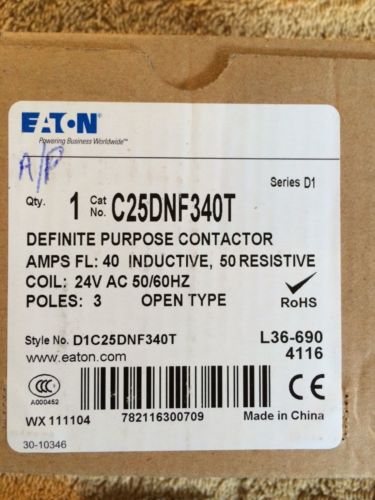 EATON
Powering Business Worldwide™
A/P
Series D1
Qty. 1 Cat No. C25DNF340T
DEFINITE PURPOSE CONTACTOR
AMPS FL: 40 INDUCTIVE, 50 RESISTIVE
COIL: 24V AC 50/60HZ
POLES: 3 OPEN TYPE
RoHS
Style No. D1C25DNF340T
L36-690
www.eaton.com
4116
CCC
A000452
WX 111104
782116300709
Made in China
30-10346